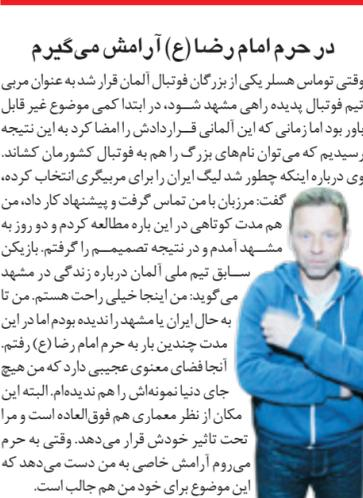 در حرم امام رضا (ع) آرامش می‌گیرم
وقتی توماس هسلر یکی از بزرگان فوتبال آلمان قرار شد به عنوان مربی
تیم فوتبال پدیده راهی مشهد شــود، در ابتدا کمی موضوع غیر قابل
باور بود اما زمانی که این آلمانی قــراردادش را امضا کرد به این نتیجه
رسیدیم که می‌توان نام‌های بزرگ را هم به فوتبال کشورمان کشاند.
وی درباره اینکه چطور شد لیگ ایران را برای مربیگری انتخاب کرده،
گفت: مرزبان با من تماس گرفت و پیشنهاد کار داد، من
هم مدت کوتاهی در این باره مطالعه کردم و دو روز به
مشــهد آمدم و در نتیجه تصمیمــم را گرفتم. بازیکن
ســابق تیم ملی آلمان درباره زندگی در مشهد
می‌گوید: من اینجا خیلی راحت هستم. من تا
به حال ایران یا مشهد را ندیده بودم اما در این
مدت چندین بار به حرم امام رضا (ع) رفتم.
آنجا فضای معنوی عجیبی دارد که من هیچ
جای دنیا نمونه‌اش را هم ندیده‌ام. البته این
مکان از نظر معماری هم فوق‌العاده است و مرا
تحت تاثیر خودش قرار می‌دهد. وقتی به حرم
می‌روم آرامش خاصی به من دست می‌دهد که
این موضوع برای خود من هم جالب است.